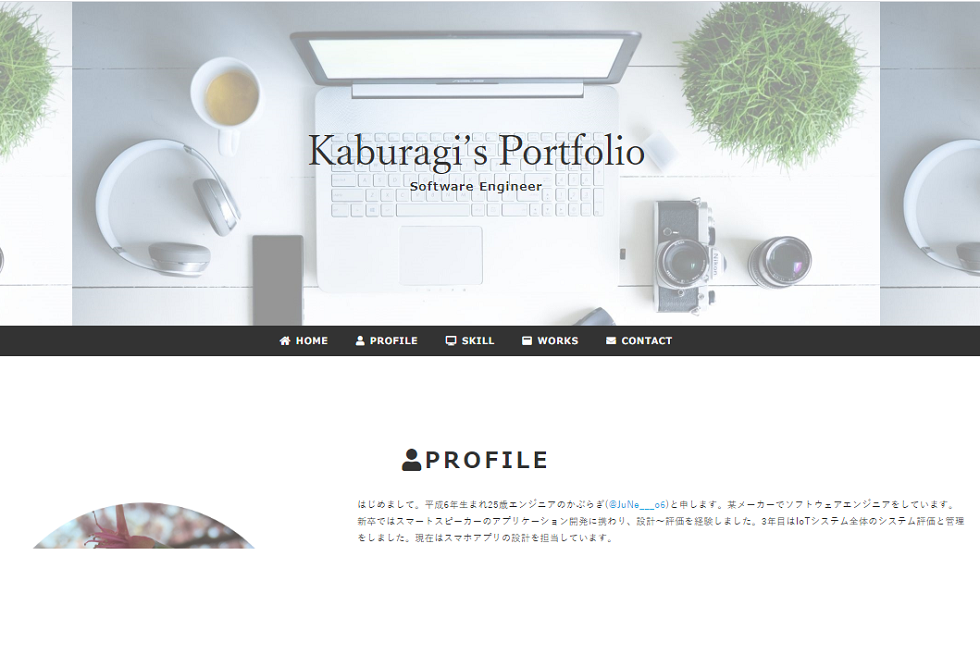 Kaburagi's Portfolio
Software Engineer
HOME PROFILE SKILL WORKS CONTACT
PROFILE
はじめまして。平成6年生まれ25歳エンジニアのかぶらぎ(@JuNe___o6)と申します。某メーカーでソフトウェアエンジニアをしています。
新卒ではスマートスピーカーのアプリケーション開発に携わり、設計～評価を経験しました。3年目はIoTシステム全体のシステム評価と管理
をしました。現在はスマホアプリの設計を担当しています。